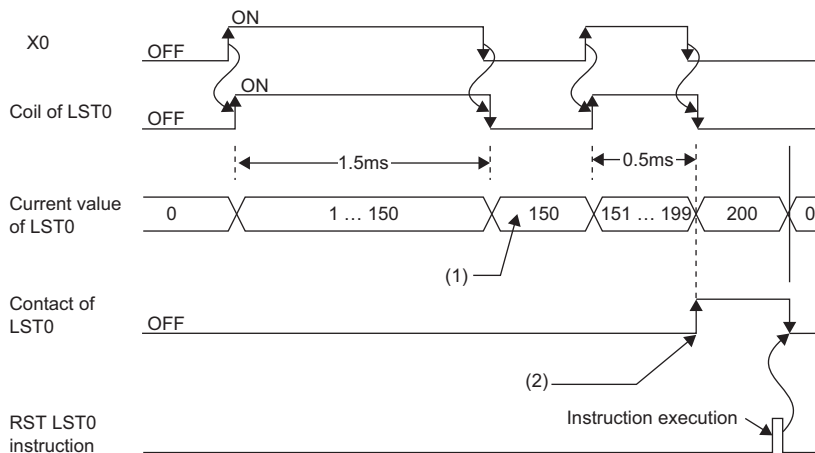 X0
OFF
ON
Coil of LST0
OFF
ON
1.5ms
0.5ms
Current value
of LST0
0
1 … 150
150
151 … 199
200
0
(1)
Contact of
LST0
OFF
(2)
RST LST0
instruction
Instruction execution